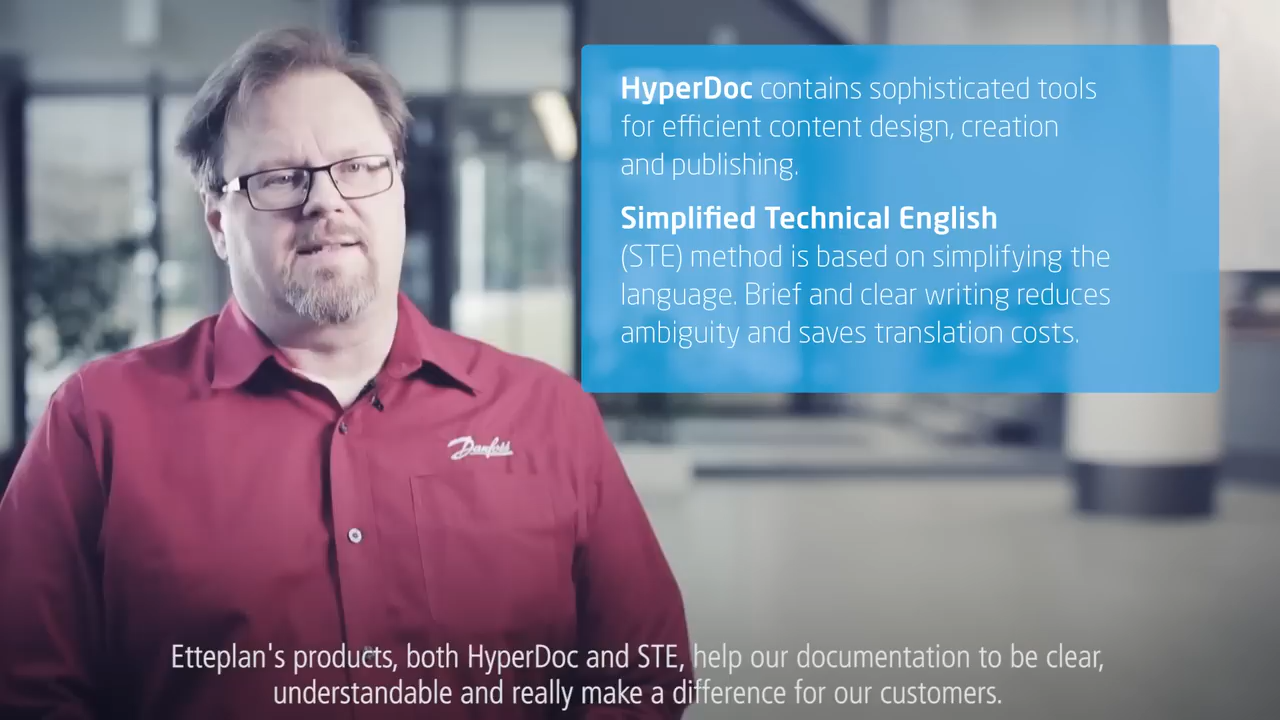 HyperDoc contains sophisticated tools
for efficient content design, creation
and publishing.
Simplified Technical English
(STE) method is based on simplifying the
language. Brief and clear writing reduces
ambiguity and saves translation costs.
Danfoss
Etteplan's products, both HyperDoc and STE, help our documentation to be clear,
understandable and really make a difference for our customers.